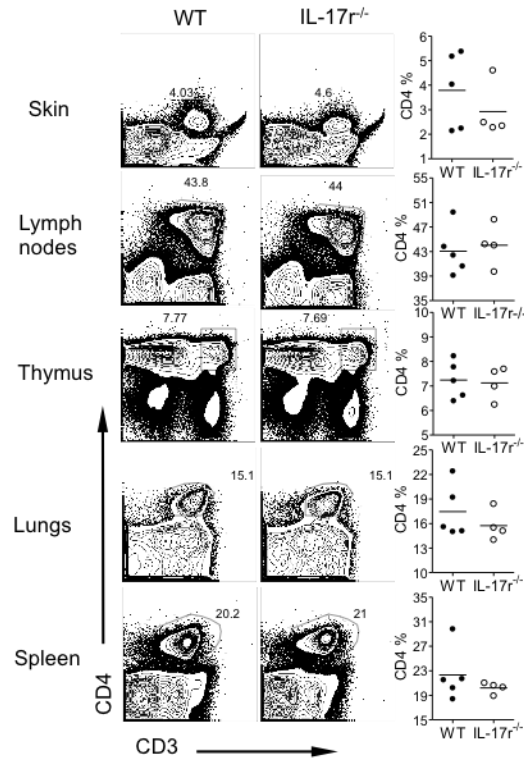 WT IL-17r-/-
Skin
4.03
4.6
CD4 %
6
5
4
3
2
1
WT IL-17R-/-
Lymph
nodes
43.8
44
CD4 %
55
51
47
43
39
35
WT IL-17r-/-
Thymus
7.77
7.69
CD4 %
10
9
8
7
6
5
WT IL-17R-/-
Lungs
15.1
15.1
CD4 %
25
22
19
16
13
10
WT IL-17r-/-
Spleen
20.2
21
CD4 %
35
31
27
23
19
15
WT IL-17r-/-
CD4
CD3